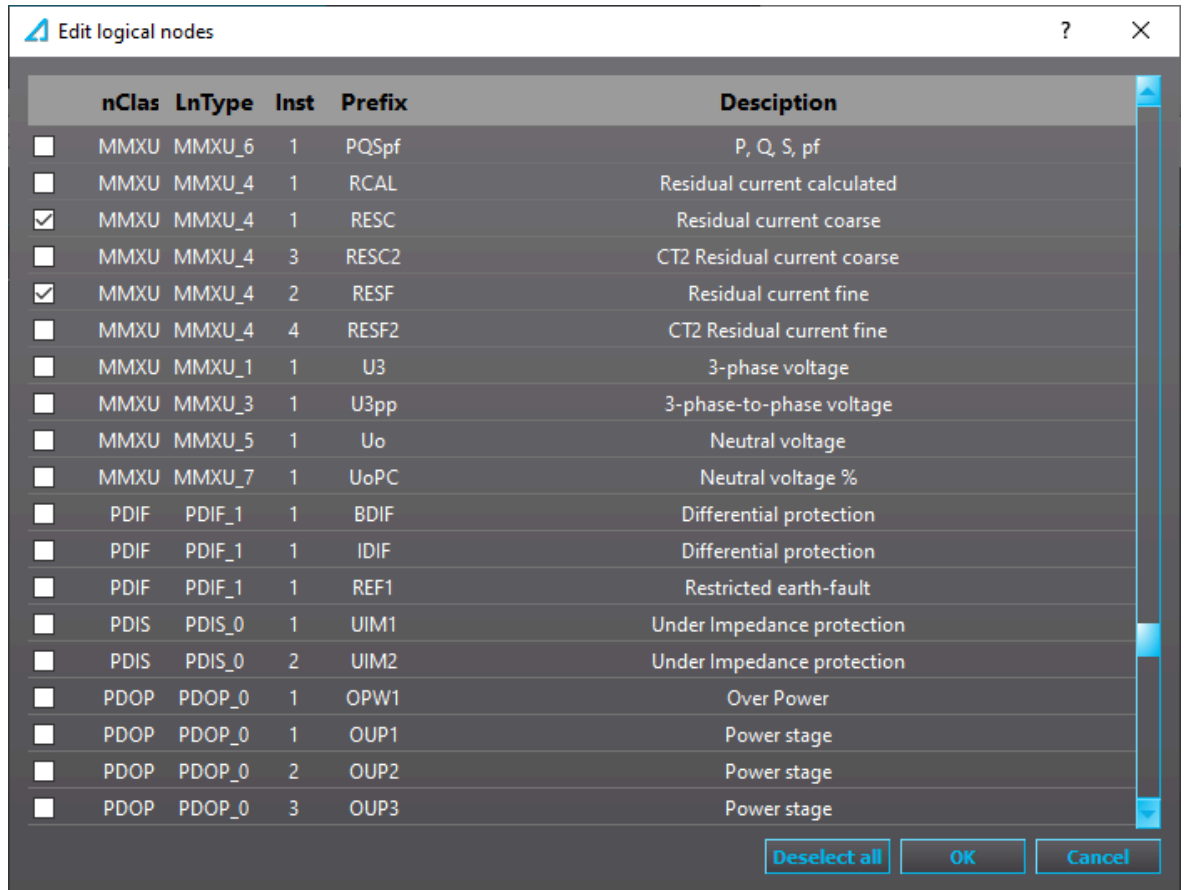 Edit logical nodes ?
nClas LnType Inst Prefix Desciption
MMXU MMXU_6 1 PQSpf P, Q, S, pf
MMXU MMXU_4 1 RCAL Residual current calculated
MMXU MMXU_4 1 RESC Residual current coarse
MMXU MMXU_4 3 RESC2 CT2 Residual current coarse
MMXU MMXU_4 2 RESF Residual current fine
MMXU MMXU_4 4 RESF2 CT2 Residual current fine
MMXU MMXU_1 1 U3 3-phase voltage
MMXU MMXU_3 1 U3pp 3-phase-to-phase voltage
MMXU MMXU_5 1 Uo Neutral voltage
MMXU MMXU_7 1 UoPC Neutral voltage %
PDIF PDIF_1 1 BDIF Differential protection
PDIF PDIF_1 1 IDIF Differential protection
PDIF PDIF_1 1 REF1 Restricted earth-fault
PDIS PDIS_0 1 UIM1 Under Impedance protection
PDIS PDIS_0 2 UIM2 Under Impedance protection
PDOP PDOP_0 1 OPW1 Over Power
PDOP PDOP_0 1 OUP1 Power stage
PDOP PDOP_0 2 OUP2 Power stage
PDOP PDOP_0 3 OUP3 Power stage
Deselect all OK Cancel